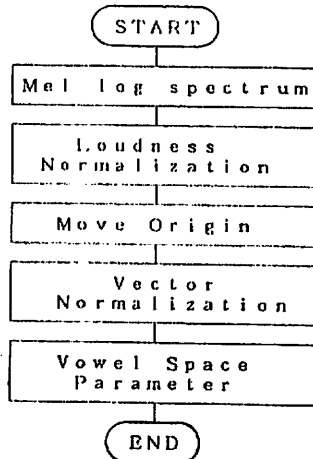 START
Mel log spectrum
Loudness
Normalization
Move Origin
Vector
Normalization
Vowel Space
Parameter
END